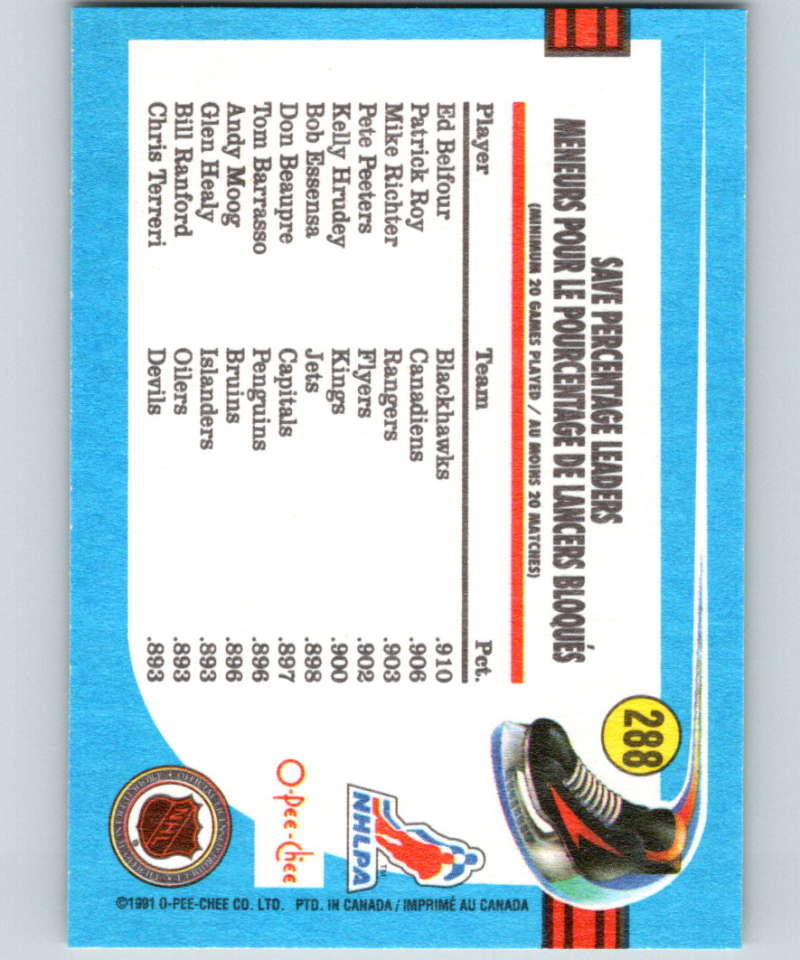 288
SAVE PERCENTAGE LEADERS
MENEURS POUR LE POURCENTAGE DE LANCERS BLOQUÉS
(MINIMUM 20 GAMES PLAYED / AU MOINS 20 MATCHES)
Player Team Pct.
Ed Belfour Blackhawks .910
Patrick Roy Canadiens .906
Mike Richter Rangers .903
Pete Peeters Flyers .902
Kelly Hrudey Kings .900
Bob Essensa Jets .898
Don Beaupre Capitals .897
Tom Barrasso Penguins .896
Andy Moog Bruins .896
Glen Healy Islanders .893
Bill Ranford Oilers .893
Chris Terreri Devils .893
NHLPA™
O-Pee-Chee
NHL
©1991 O-PEE-CHEE CO. LTD. PTD. IN CANADA / IMPRIMÉ AU CANADA